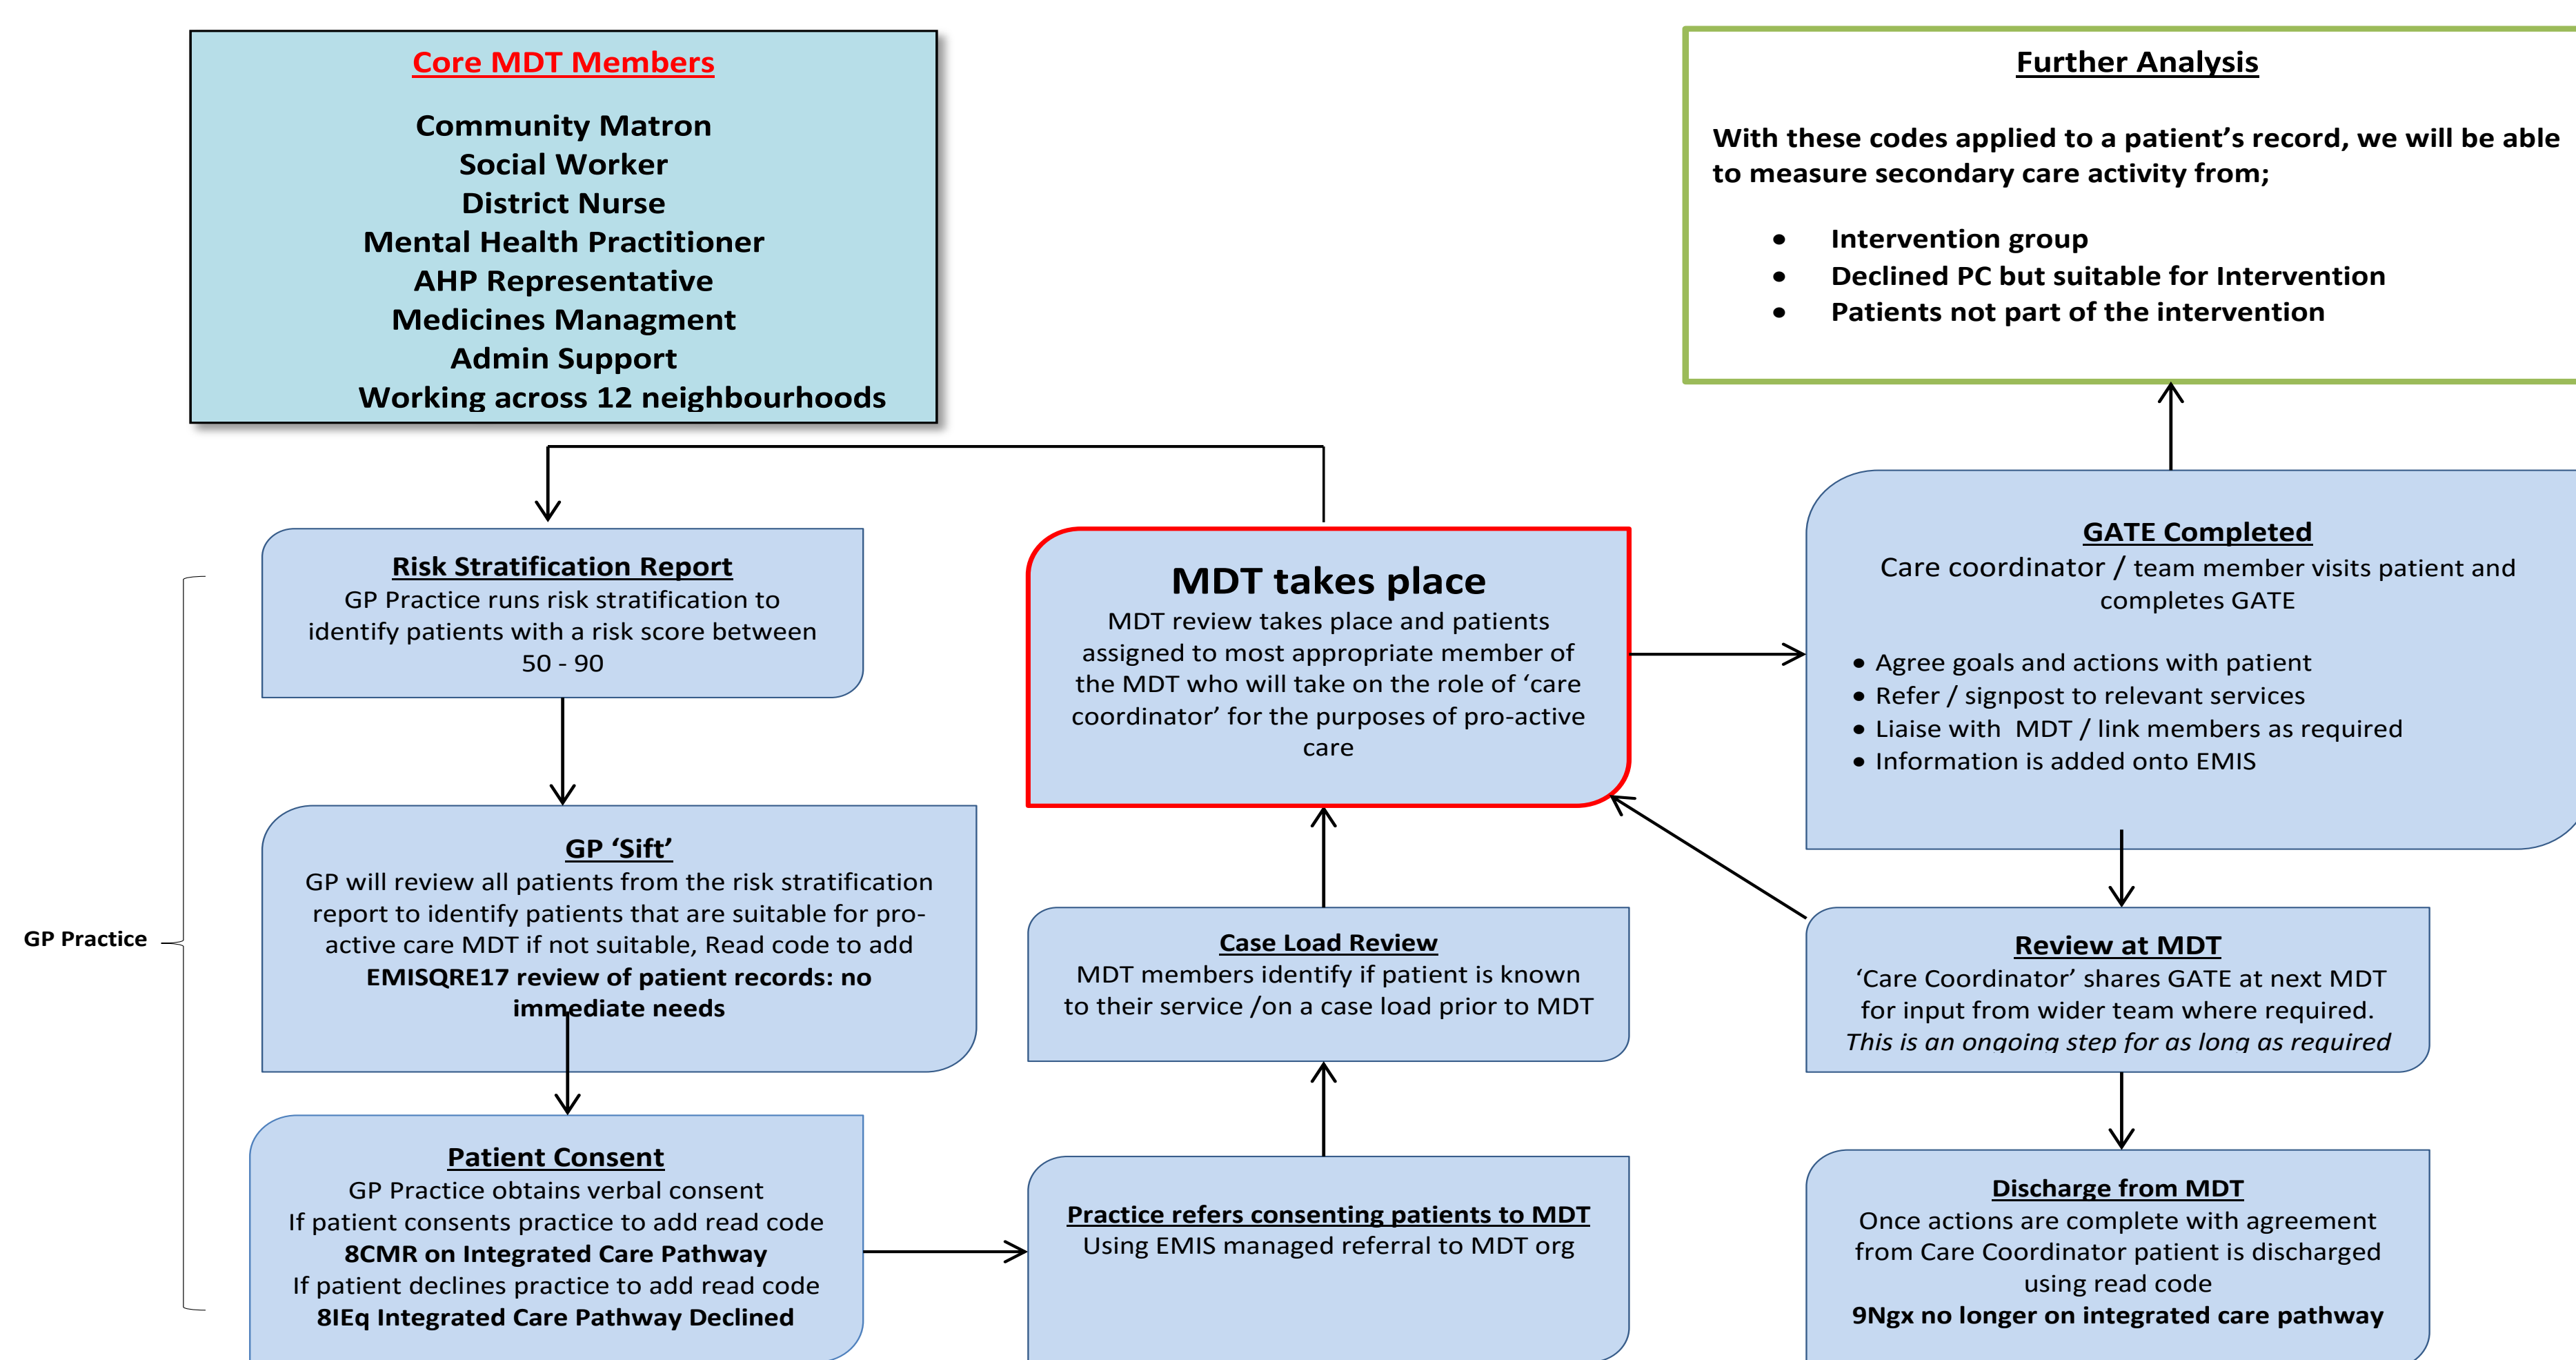 Core MDT Members
Community Matron
Social Worker
District Nurse
Mental Health Practitioner
AHP Representative
Medicines Managment
Admin Support
Working across 12 neighbourhoods
Further Analysis
With these codes applied to a patient’s record, we will be able
to measure secondary care activity from;
• Intervention group
• Declined PC but suitable for Intervention
• Patients not part of the intervention
GP Practice
Risk Stratification Report
GP Practice runs risk stratification to
identify patients with a risk score between
50 - 90
GP ‘Sift’
GP will review all patients from the risk stratification
report to identify patients that are suitable for pro-
active care MDT if not suitable, Read code to add
EMISQRE17 review of patient records: no
immediate needs
Patient Consent
GP Practice obtains verbal consent
If patient consents practice to add read code
8CMR on Integrated Care Pathway
If patient declines practice to add read code
8IEq Integrated Care Pathway Declined
Practice refers consenting patients to MDT
Using EMIS managed referral to MDT org
Case Load Review
MDT members identify if patient is known
to their service /on a case load prior to MDT
MDT takes place
MDT review takes place and patients
assigned to most appropriate member of
the MDT who will take on the role of ‘care
coordinator’ for the purposes of pro-active
care
GATE Completed
Care coordinator / team member visits patient and
completes GATE
• Agree goals and actions with patient
• Refer / signpost to relevant services
• Liaise with MDT / link members as required
• Information is added onto EMIS
Review at MDT
‘Care Coordinator’ shares GATE at next MDT
for input from wider team where required.
This is an ongoing step for as long as required
Discharge from MDT
Once actions are complete with agreement
from Care Coordinator patient is discharged
using read code
9Ngx no longer on integrated care pathway